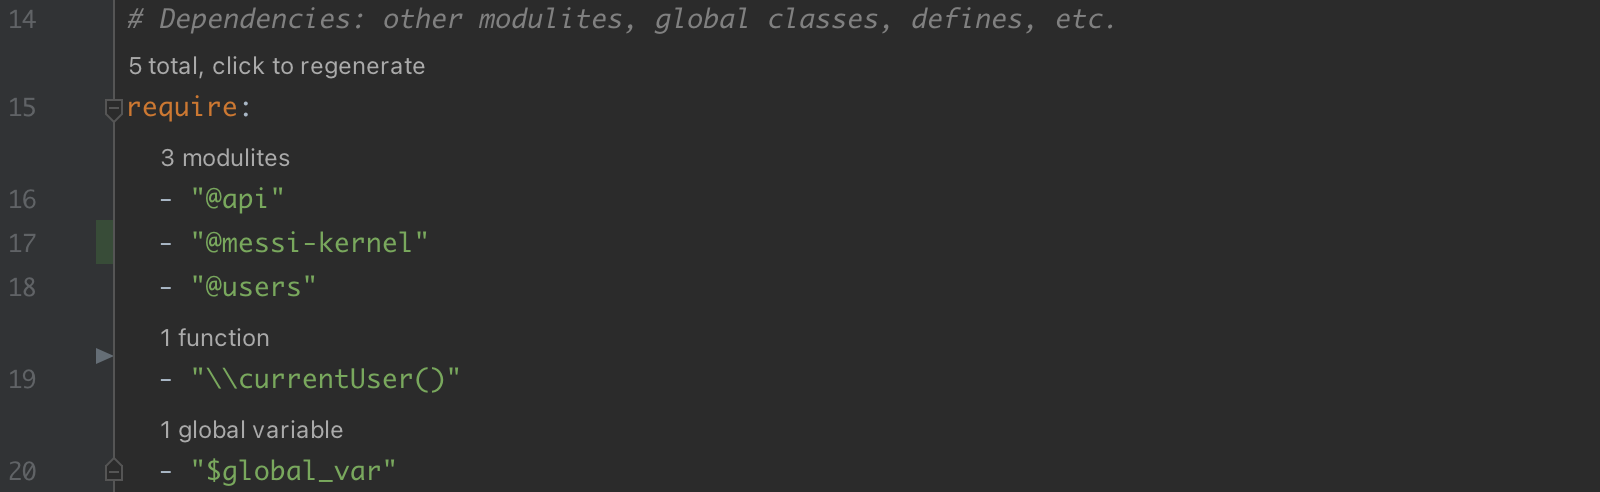 14 # Dependencies: other modulites, global classes, defines, etc.
5 total, click to regenerate
15 require:
3 modulites
16 - "@api"
17 - "@messi-kernel"
18 - "@users"
1 function
19 - "\\currentUser()"
1 global variable
20 - "$global_var"